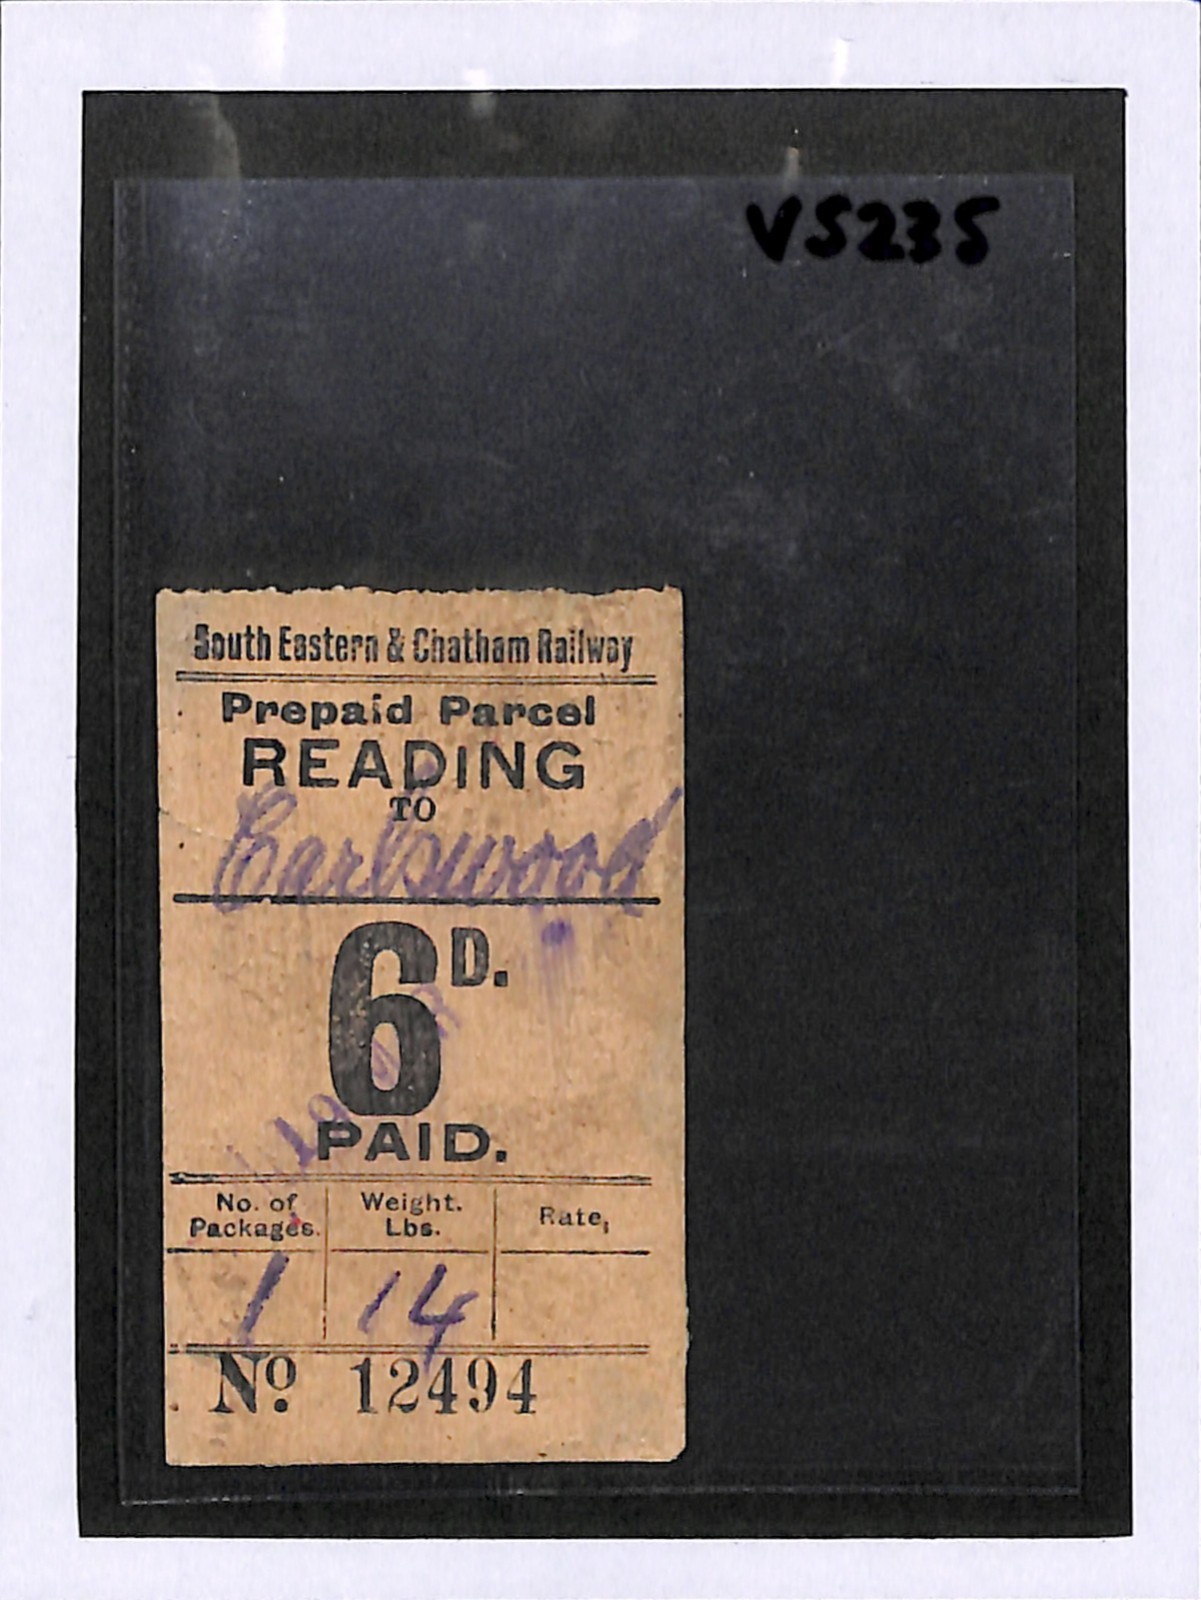 VS235
South Eastern & Chatham Railway
Prepaid Parcel
READING
TO
Earlswood
6D.
PAID.
No. of Packages. Weight. Lbs. Rate,
1 14
No. 12494